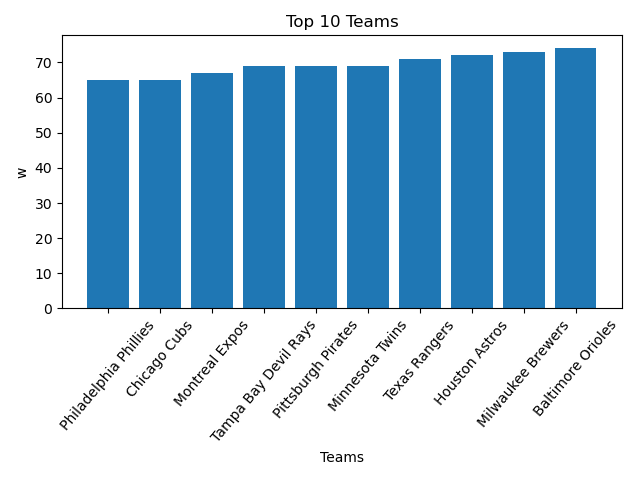 Top 10 Teams
w
70
60
50
40
30
20
10
0
Philadelphia Phillies
Chicago Cubs
Montreal Expos
Tampa Bay Devil Rays
Pittsburgh Pirates
Minnesota Twins
Texas Rangers
Houston Astros
Milwaukee Brewers
Baltimore Orioles
Teams